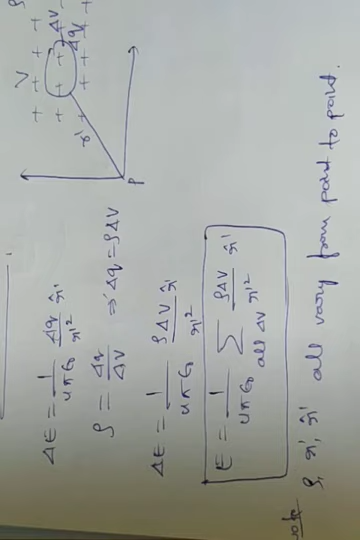 ρ + + + +
ΔV
Δq
V
+ + + +
+ + + +
+ + +
r'
P
ΔE = 1/4πε₀ Δq/r'² r̂'
ρ = Δq/ΔV ⇒ Δq = ρΔV
ΔE = 1/4πε₀ ρΔV/r'² r̂'
E = 1/4πε₀ Σ ρΔV/r'² r̂'
all ΔV
Note ρ, r', r̂' all vary from point to point.